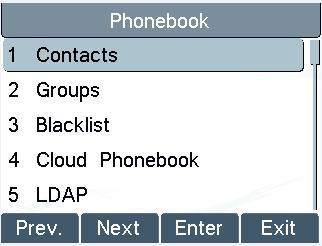 Phonebook
1 Contacts
2 Groups
3 Blacklist
4 Cloud Phonebook
5 LDAP
Prev. Next Enter Exit